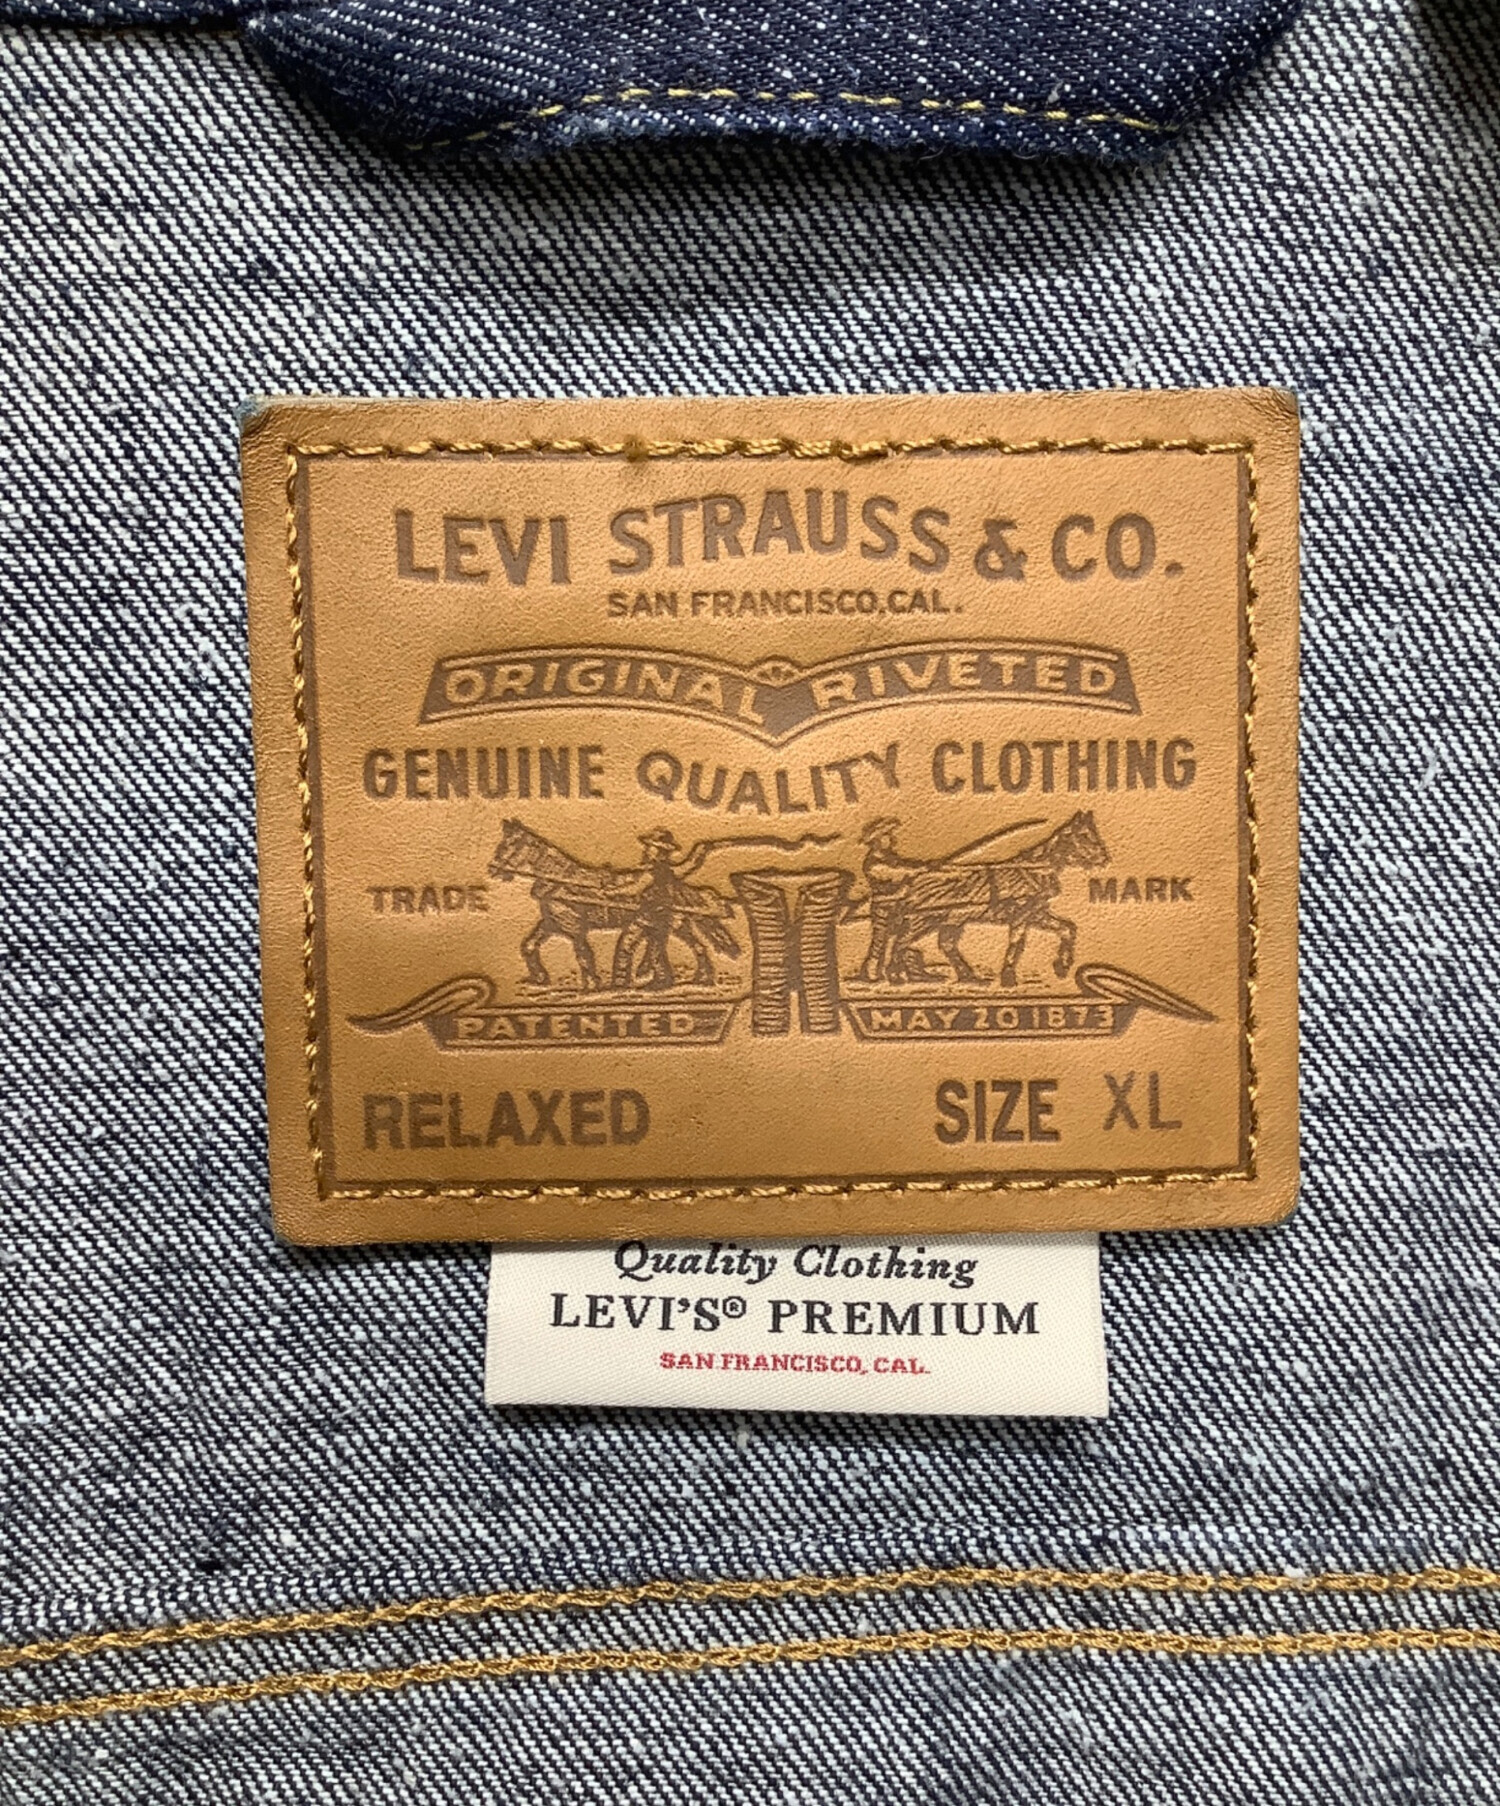 LEVI STRAUSS & CO.
SAN FRANCISCO, CAL.
ORIGINAL RIVETED
GENUINE QUALITY CLOTHING
TRADE MARK
PATENTED MAY 20 1873
RELAXED SIZE XL
Quality Clothing
LEVI'S® PREMIUM
SAN FRANCISCO, CAL.